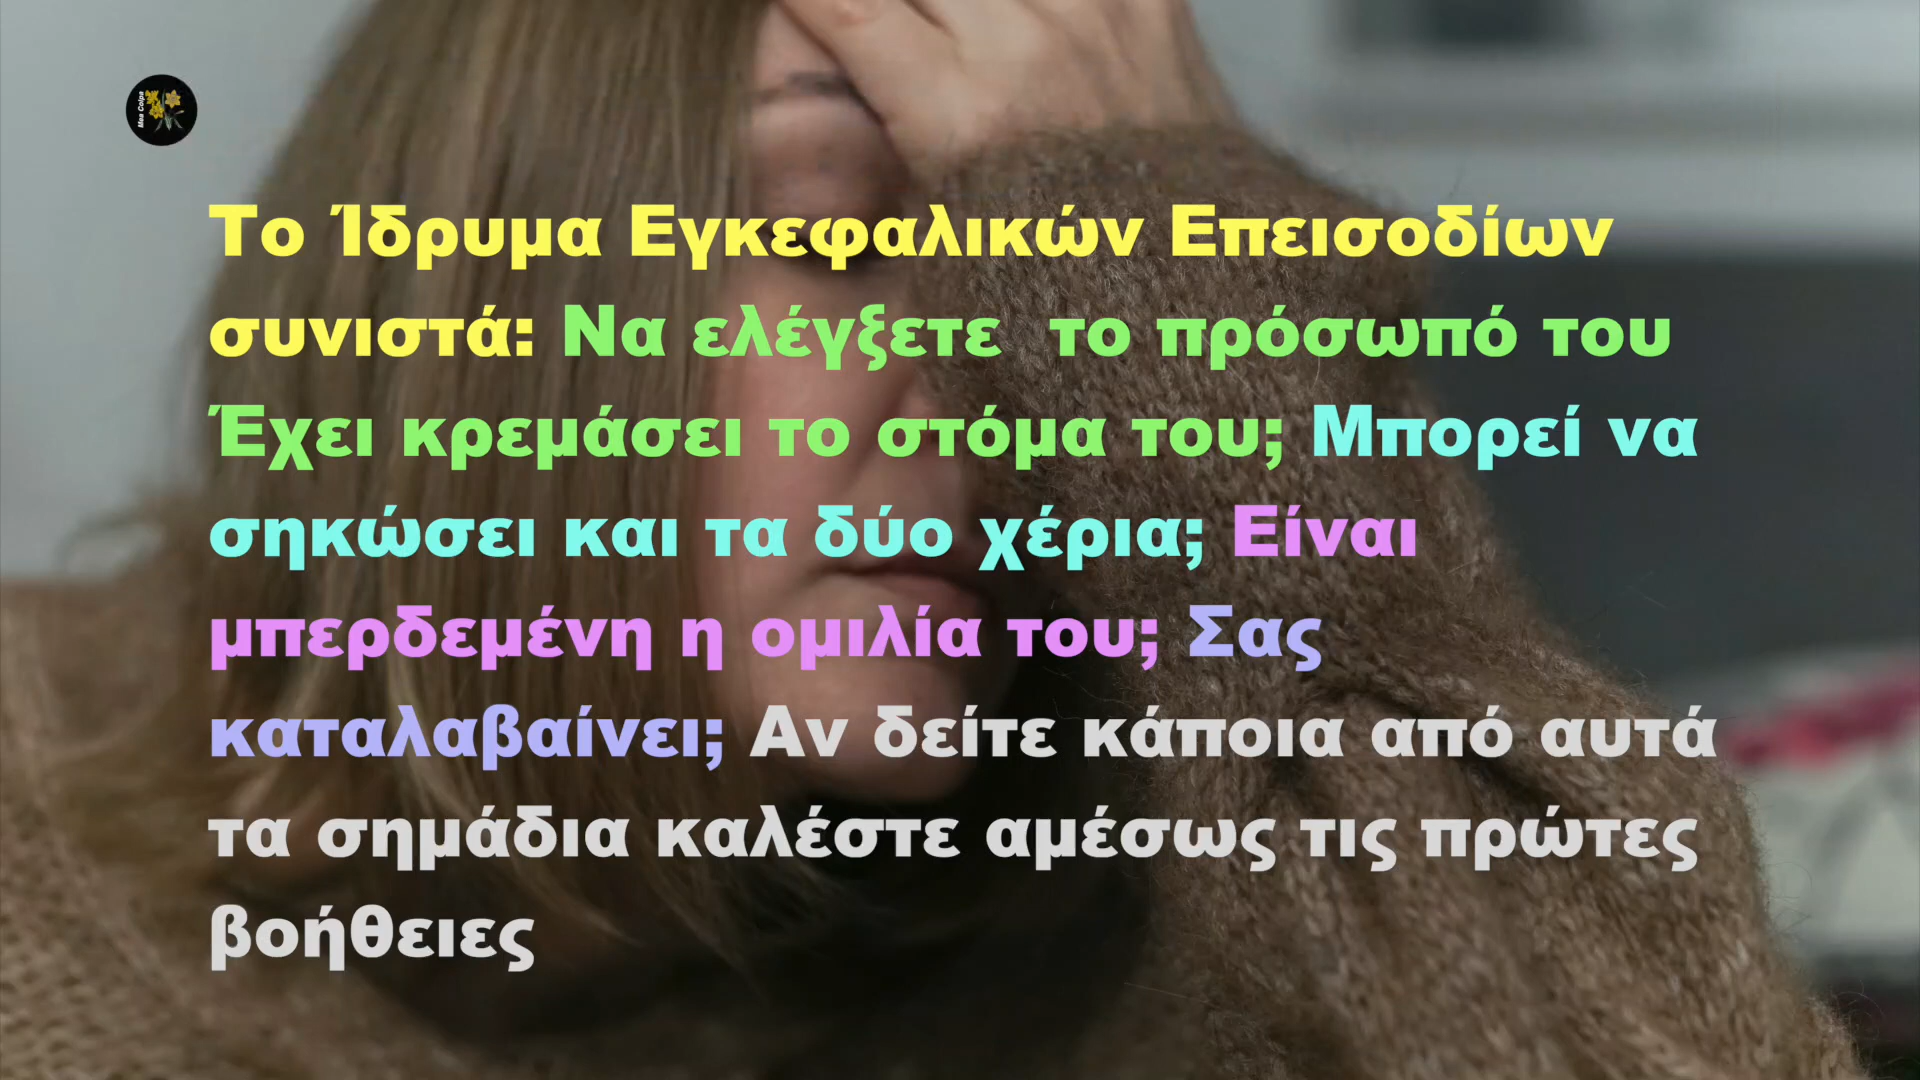 Mea Colpa
Το Ίδρυμα Εγκεφαλικών Επεισοδίων
συνιστά: Να ελέγξετε  το πρόσωπό του
Έχει κρεμάσει το στόμα του; Μπορεί να
σηκώσει και τα δύο χέρια; Είναι
μπερδεμένη η ομιλία του; Σας
καταλαβαίνει; Αν δείτε κάποια από αυτά
τα σημάδια καλέστε αμέσως τις πρώτες
βοήθειες